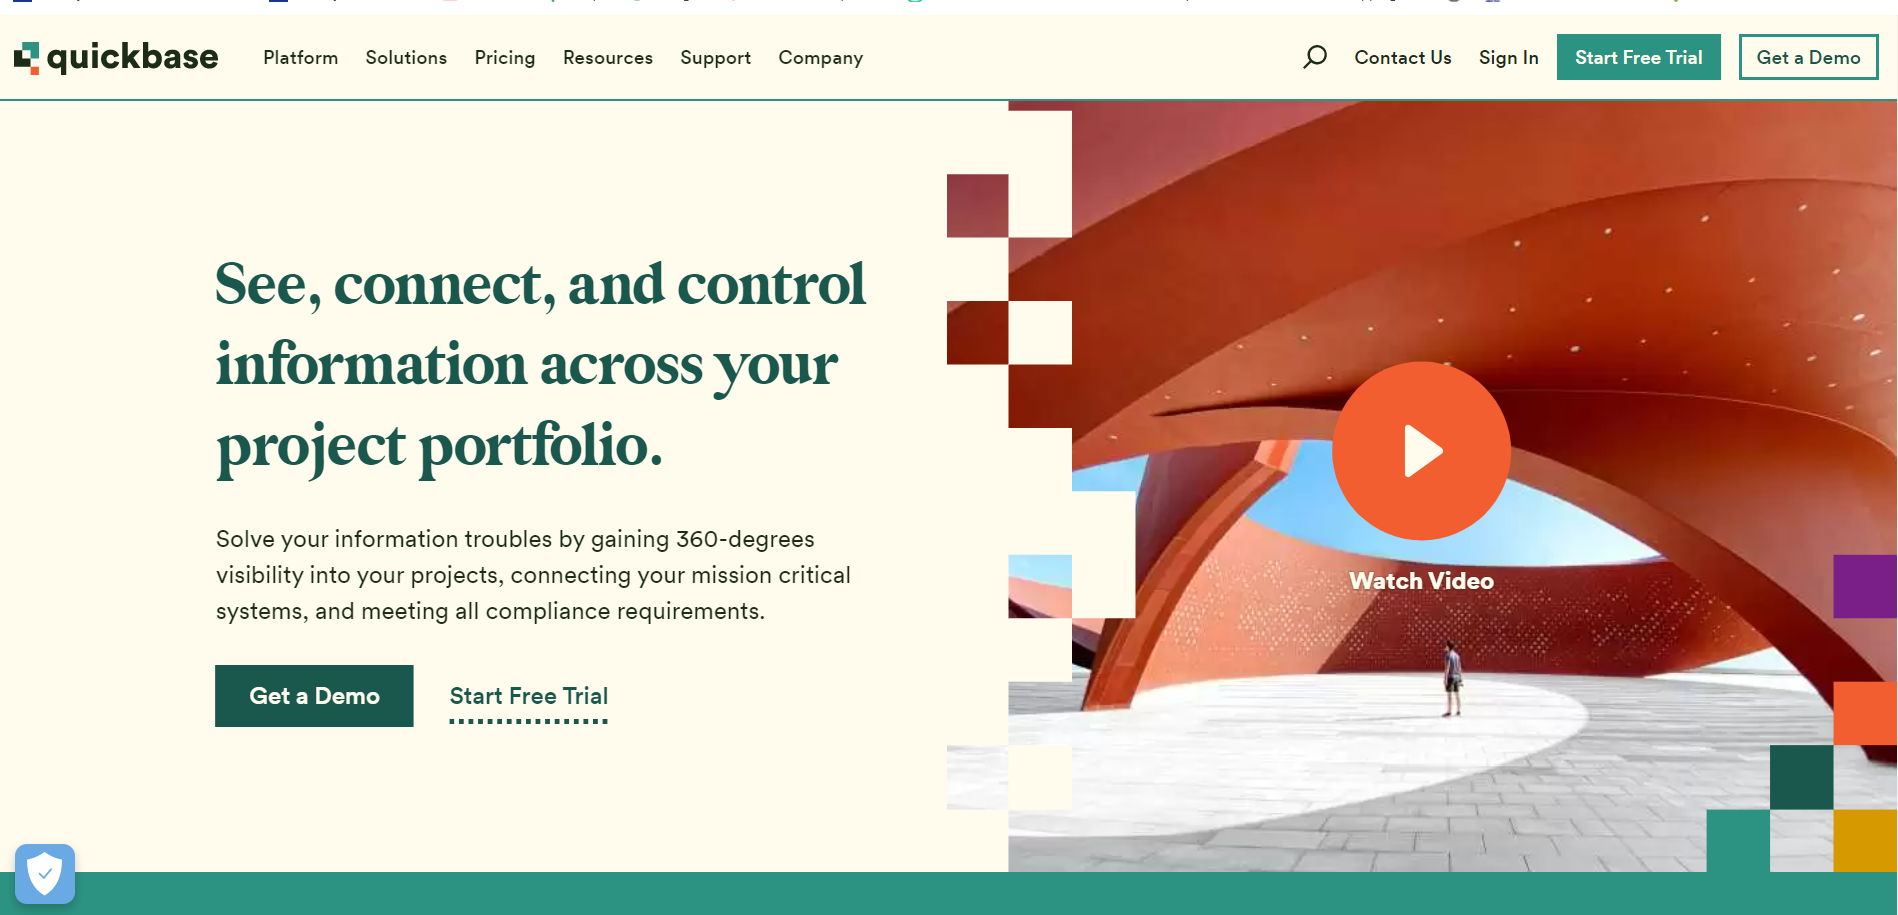 quickbase
Platform Solutions Pricing Resources Support Company
Contact Us Sign In Start Free Trial Get a Demo
See, connect, and control
information across your
project portfolio.
Solve your information troubles by gaining 360-degrees
visibility into your projects, connecting your mission critical
systems, and meeting all compliance requirements.
Get a Demo Start Free Trial
Watch Video